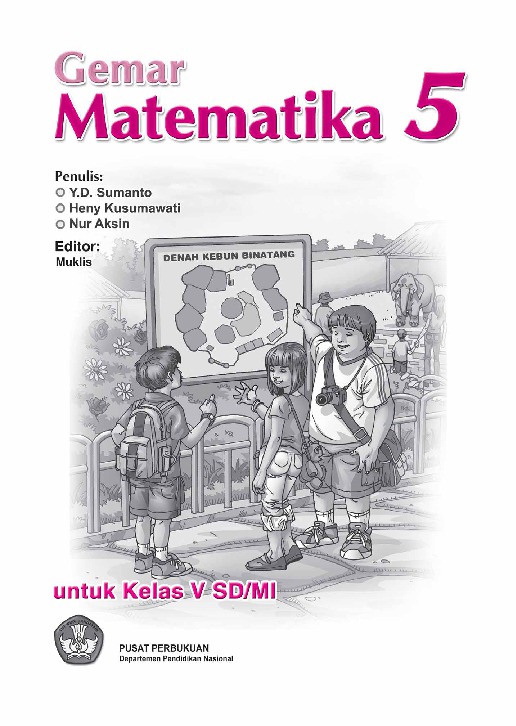 Gemar
Matematika 5
Penulis:
Y.D. Sumanto
Heny Kusumawati
Nur Aksin
Editor:
Muklis
DENAH KEBUN BINATANG
untuk Kelas V SD/MI
PUSAT PERBUKUAN
Departemen Pendidikan Nasional